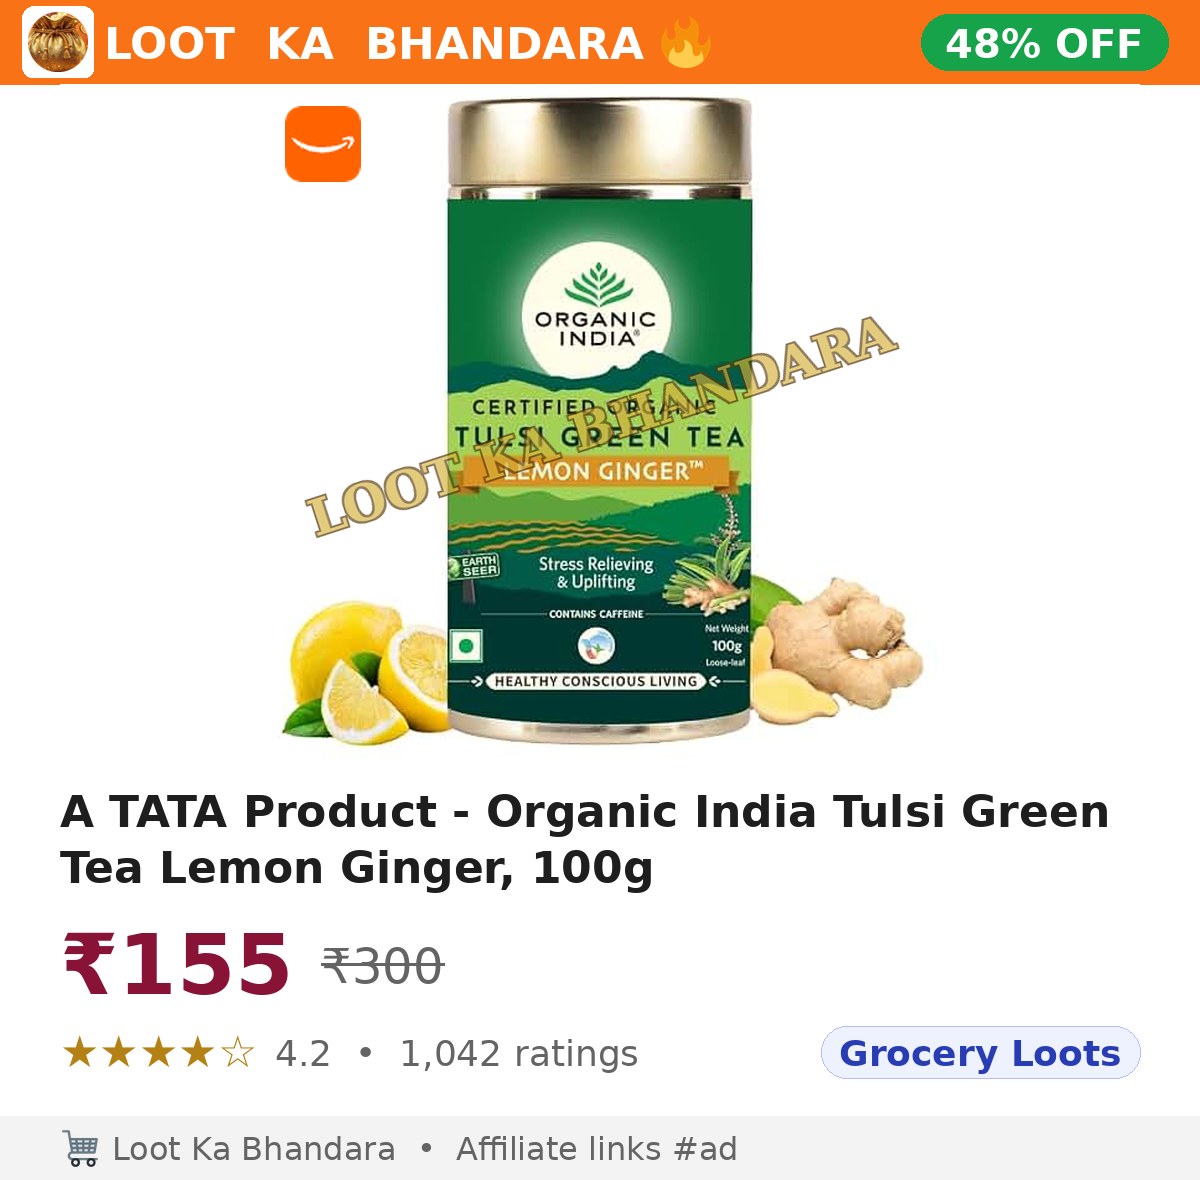 LOOT KA BHANDARA 🔥
48% OFF
ORGANIC
INDIA®
CERTIFIED ORGANIC
TULSI GREEN TEA
LEMON GINGER™
LOOT KA BHANDARA
EARTH
SEER
Stress Relieving
& Uplifting
CONTAINS CAFFEINE
Net Weight
100g
Loose-leaf
HEALTHY CONSCIOUS LIVING
A TATA Product - Organic India Tulsi Green
Tea Lemon Ginger, 100g
₹155 ₹300
★★★★☆ 4.2 • 1,042 ratings
Grocery Loots
🛒 Loot Ka Bhandara • Affiliate links #ad